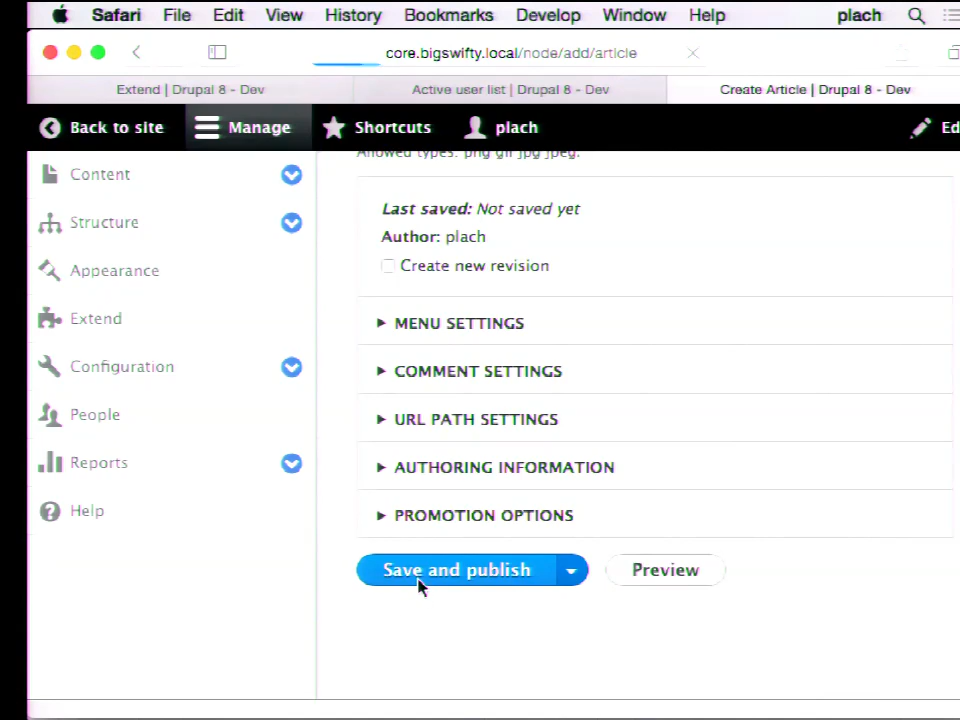 Safari File Edit View History Bookmarks Develop Window Help plach
core.bigswifty.local/node/add/article
Extend | Drupal 8 - Dev Active user list | Drupal 8 - Dev Create Article | Drupal 8 - Dev
Back to site Manage Shortcuts plach Ed
Allowed types: png gif jpg jpeg.
Content
Structure
Appearance
Extend
Configuration
People
Reports
Help
Last saved: Not saved yet
Author: plach
Create new revision
MENU SETTINGS
COMMENT SETTINGS
URL PATH SETTINGS
AUTHORING INFORMATION
PROMOTION OPTIONS
Save and publish Preview